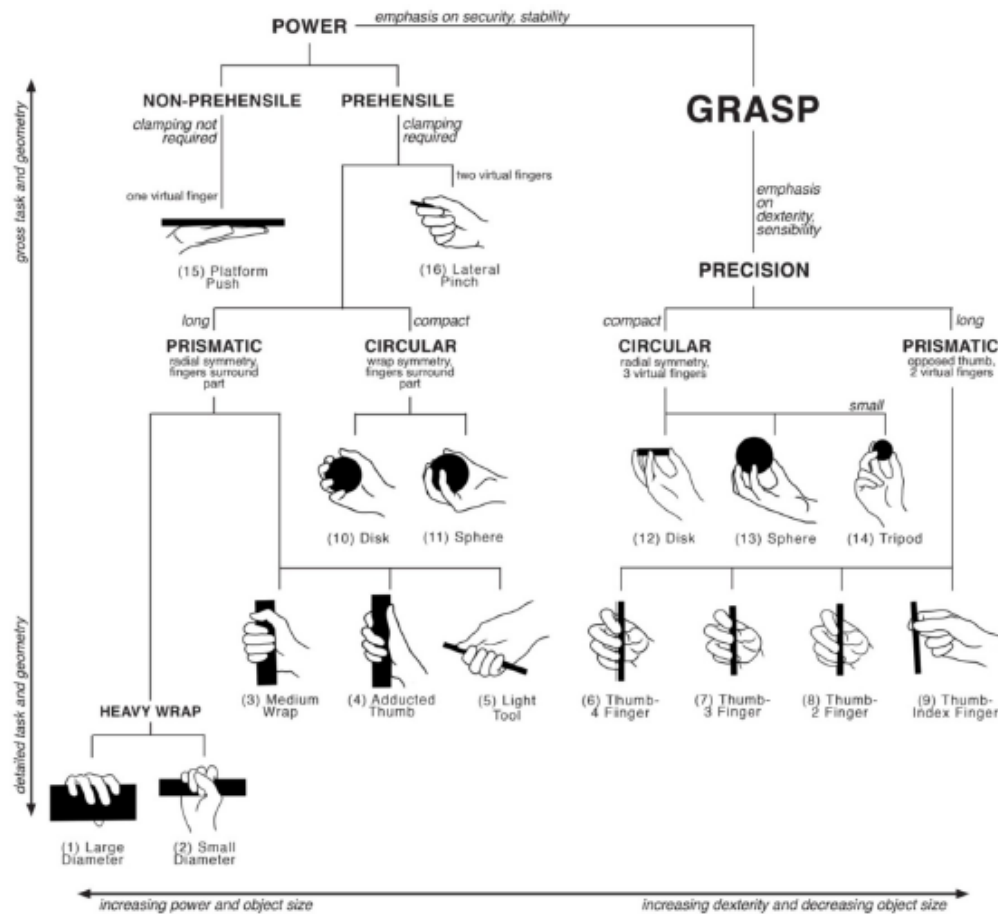 emphasis on security, stability
POWER
NON-PREHENSILE
clamping not
required
one virtual finger
(15) Platform
Push
PREHENSILE
clamping
required
two virtual fingers
(16) Lateral
Pinch
GRASP
emphasis
on
dexterity,
sensibility
PRECISION
long
PRISMATIC
radial symmetry,
fingers surround
part
compact
CIRCULAR
wrap symmetry,
fingers surround
part
compact
CIRCULAR
radial symmetry,
3 virtual fingers
long
PRISMATIC
opposed thumb,
2 virtual fingers
small
(10) Disk
(11) Sphere
(12) Disk
(13) Sphere
(14) Tripod
(3) Medium
Wrap
(4) Adducted
Thumb
(5) Light
Tool
(6) Thumb-
4 Finger
(7) Thumb-
3 Finger
(8) Thumb-
2 Finger
(9) Thumb-
Index Finger
HEAVY WRAP
(1) Large
Diameter
(2) Small
Diameter
gross task and geometry
detailed task and geometry
increasing power and object size
increasing dexterity and decreasing object size